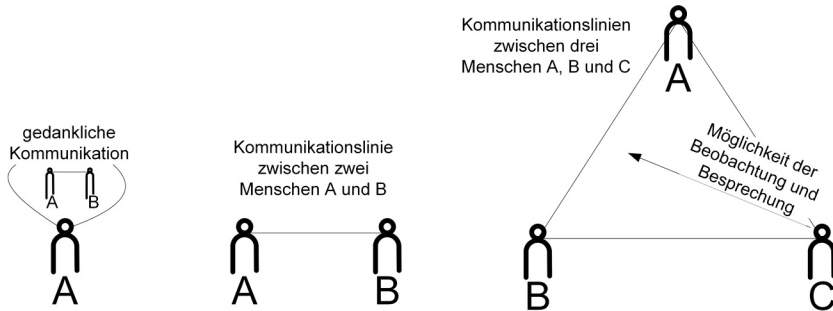 gedankliche
Kommunikation
A B
A
Kommunikationslinie
zwischen zwei
Menschen A und B
A B
Kommunikationslinien
zwischen drei
Menschen A, B und C
A
Möglichkeit der
Beobachtung und
Besprechung
B C